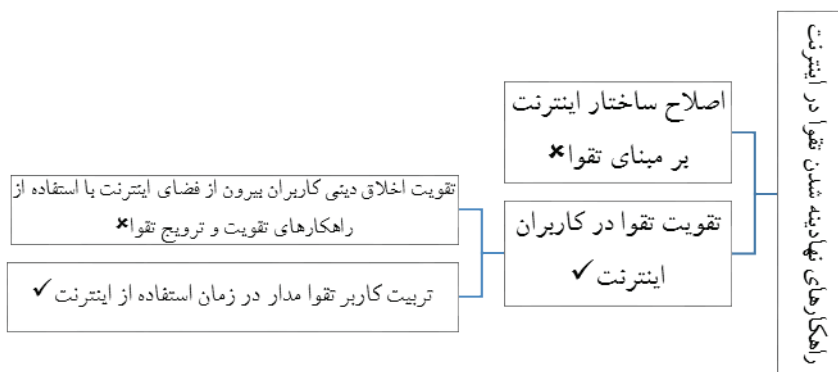 راهکارهای نهادینه شدن تقوا در اینترنت
اصلاح ساختار اینترنت
بر مبنای تقوا✘
تقویت تقوا در کاربران
اینترنت ✓
تقویت اخلاق دینی کاربران بیرون از فضای اینترنت با استفاده از
راهکارهای تقویت و ترویج تقوا✘
تربیت کاربر تقوا مدار در زمان استفاده از اینترنت ✓